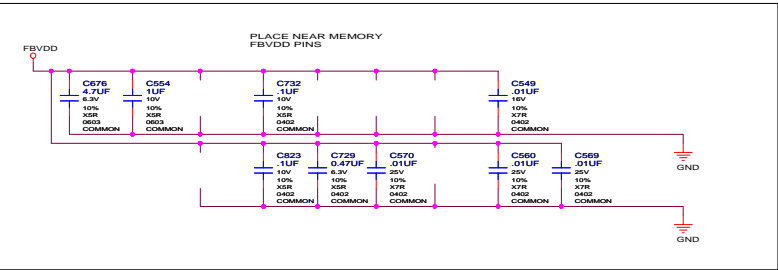 PLACE NEAR MEMORY
FBVDD PINS
FBVDD
C676
4.7UF
6.3V
10%
X5R
0603
COMMON
C554
1UF
10V
10%
X5R
0603
COMMON
C732
.1UF
10V
10%
X5R
0402
COMMON
C549
.01UF
16V
10%
X7R
0402
COMMON
GND
C823
.1UF
10V
10%
X5R
0402
COMMON
C729
0.47UF
6.3V
10%
X5R
0402
COMMON
C570
.01UF
25V
10%
X7R
0402
COMMON
C560
.01UF
25V
10%
X7R
0402
COMMON
C569
.01UF
25V
10%
X7R
0402
COMMON
GND